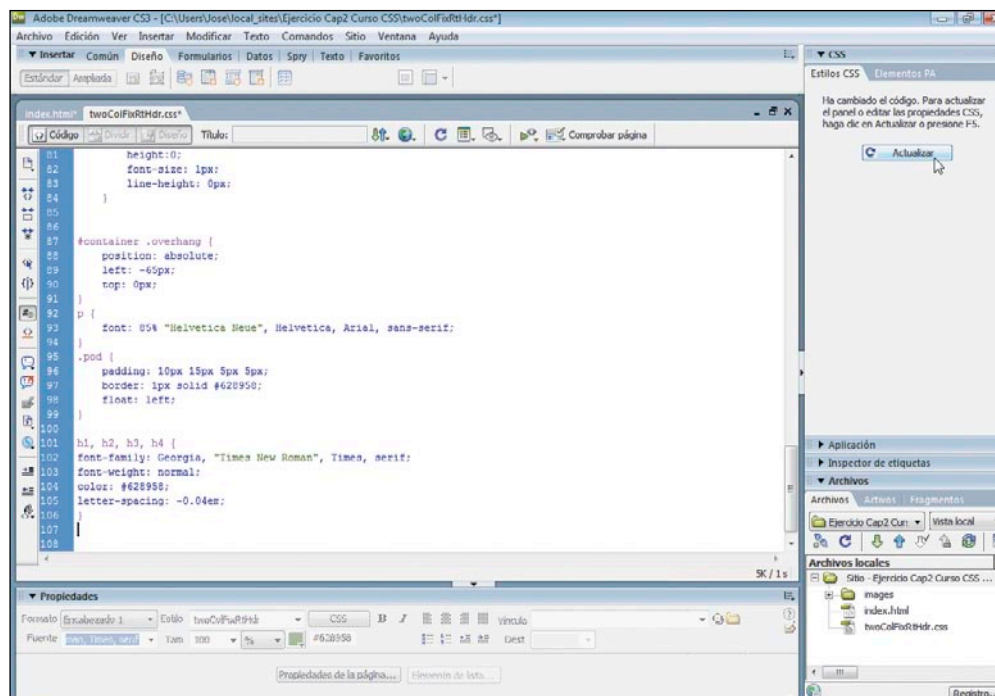 Adobe Dreamweaver CS3 - [C:\Users\Jose\local_sites\Ejercicio Cap2 Curso CSS\twoColFixRtHdr.css*]
Archivo Edición Ver Insertar Modificar Texto Comandos Sitio Ventana Ayuda
▼ Insertar Común Diseño Formularios Datos Spry Texto Favoritos
Estándar Ampliada
index.html* twoColFixRtHdr.css*
Código Dividir Diseño Título: Comprobar página
81 height:0;
82 font-size: 1px;
83 line-height: 0px;
84 }
85
86
87 #container .overhang {
88 position: absolute;
89 left: -65px;
90 top: 0px;
91 }
92 p {
93 font: 85% "Helvetica Neue", Helvetica, Arial, sans-serif;
94 }
95 .pod {
96 padding: 10px 15px 5px 5px;
97 border: 1px solid #628958;
98 float: left;
99 }
100
101 h1, h2, h3, h4 {
102 font-family: Georgia, "Times New Roman", Times, serif;
103 font-weight: normal;
104 color: #628958;
105 letter-spacing: -0.04em;
106 }
107
108
5K / 1 s
▼ Propiedades
Formato Encabezado 1 Estilo twoColFixRtHdr CSS B I Vínculo
Fuente Times, serif Tam 100 % #628958 Dest
Propiedades de la página... Elemento de lista...
▼ CSS
Estilos CSS Elementos PA
Ha cambiado el código. Para actualizar
el panel o editar las propiedades CSS,
haga clic en Actualizar o presione F5.
Actualizar
Aplicación
Inspector de etiquetas
▼ Archivos
Archivos Activos Fragmentos
Ejercicio Cap2 Curr Vista local
Archivos locales
Sitio - Ejercicio Cap2 Curso CSS ...
images
index.html
twoColFixRtHdr.css
Registro...